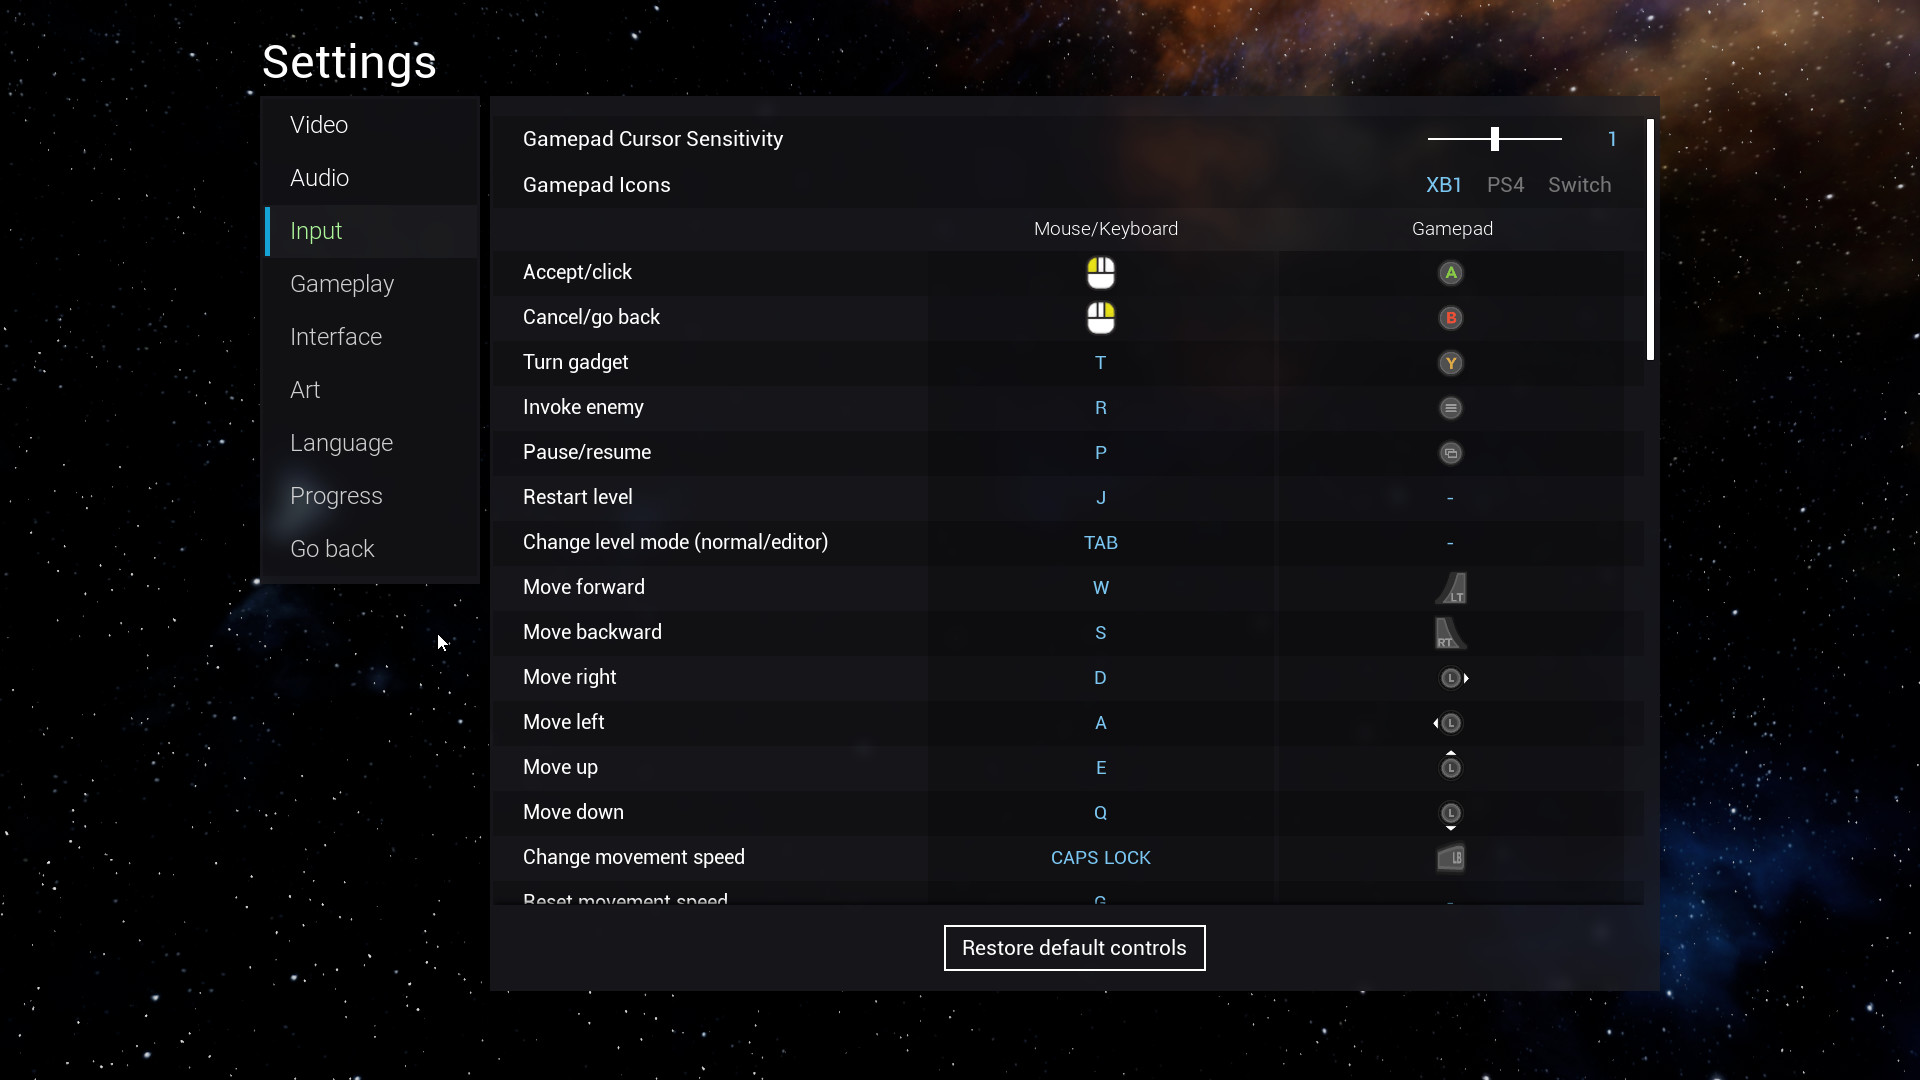 Settings
Video
Audio
Input
Gameplay
Interface
Art
Language
Progress
Go back
Gamepad Cursor Sensitivity 1
Gamepad Icons XB1 PS4 Switch
Mouse/Keyboard Gamepad
Accept/click A
Cancel/go back B
Turn gadget T Y
Invoke enemy R
Pause/resume P
Restart level J -
Change level mode (normal/editor) TAB -
Move forward W LT
Move backward S RT
Move right D L
Move left A L
Move up E L
Move down Q L
Change movement speed CAPS LOCK LB
Reset movement speed G -
Restore default controls